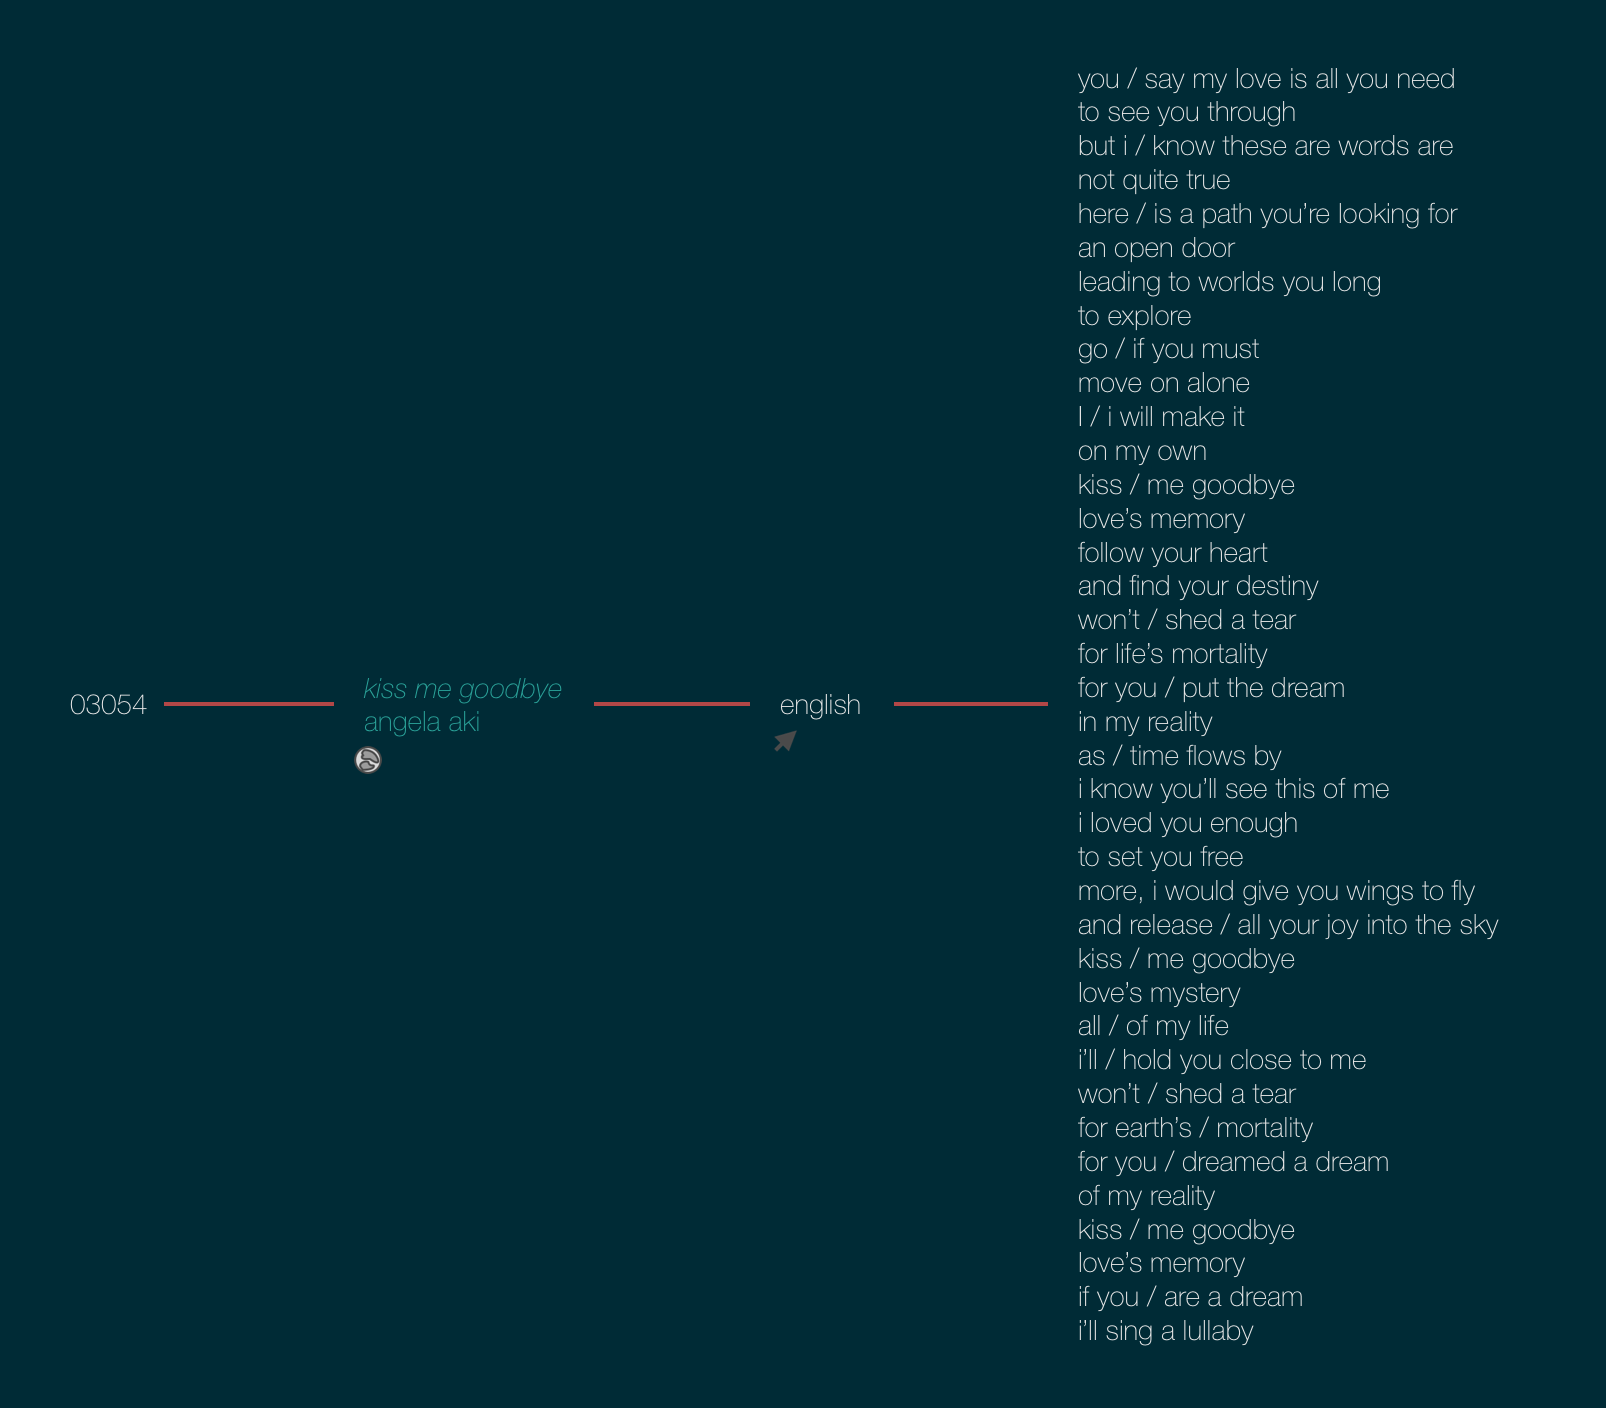 03054
kiss me goodbye
angela aki
english
you / say my love is all you need
to see you through
but i / know these are words are
not quite true
here / is a path you’re looking for
an open door
leading to worlds you long
to explore
go / if you must
move on alone
I / i will make it
on my own
kiss / me goodbye
love’s memory
follow your heart
and find your destiny
won’t / shed a tear
for life’s mortality
for you / put the dream
in my reality
as / time flows by
i know you’ll see this of me
i loved you enough
to set you free
more, i would give you wings to fly
and release / all your joy into the sky
kiss / me goodbye
love’s mystery
all / of my life
i’ll / hold you close to me
won’t / shed a tear
for earth’s / mortality
for you / dreamed a dream
of my reality
kiss / me goodbye
love’s memory
if you / are a dream
i’ll sing a lullaby